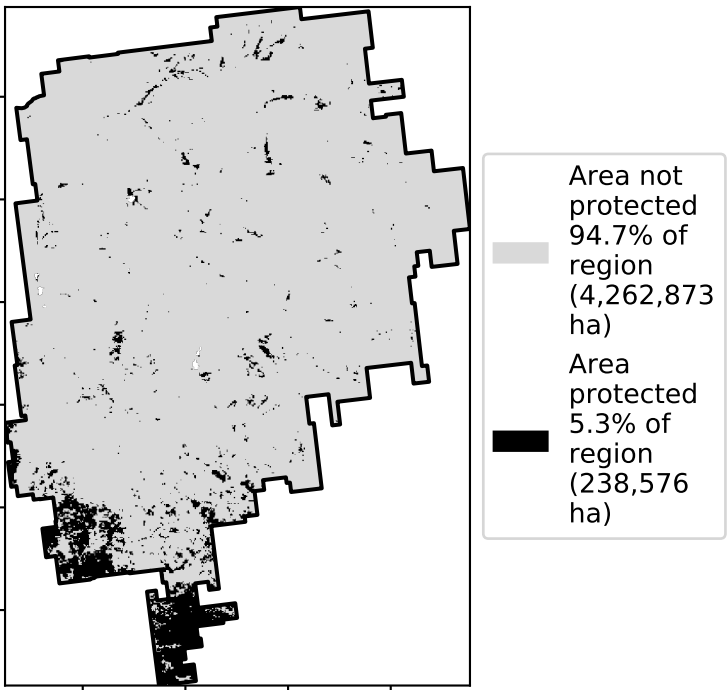 Area not
protected
94.7% of
region
(4,262,873
ha)
Area
protected
5.3% of
region
(238,576
ha)